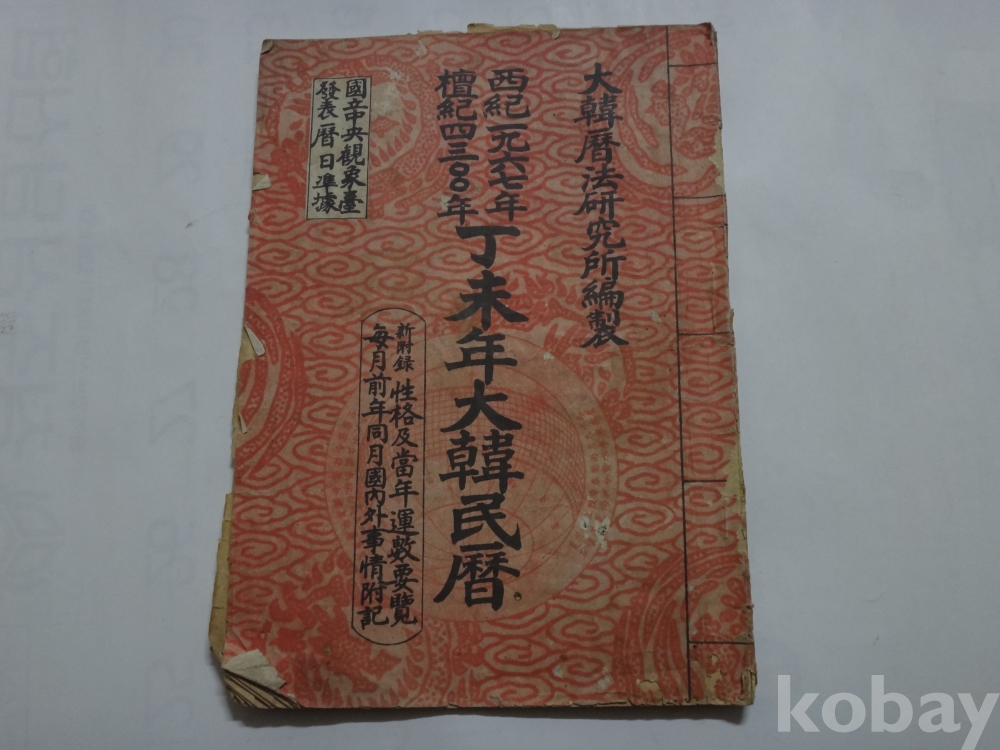 大韓曆法硏究所編製
西紀一九六七年
檀紀四三〇〇年
丁未年大韓民曆
新附錄 性格及當年運數要覽
每月前年同月國內外事情附記
國立中央觀象臺
發表曆日準據
kobay